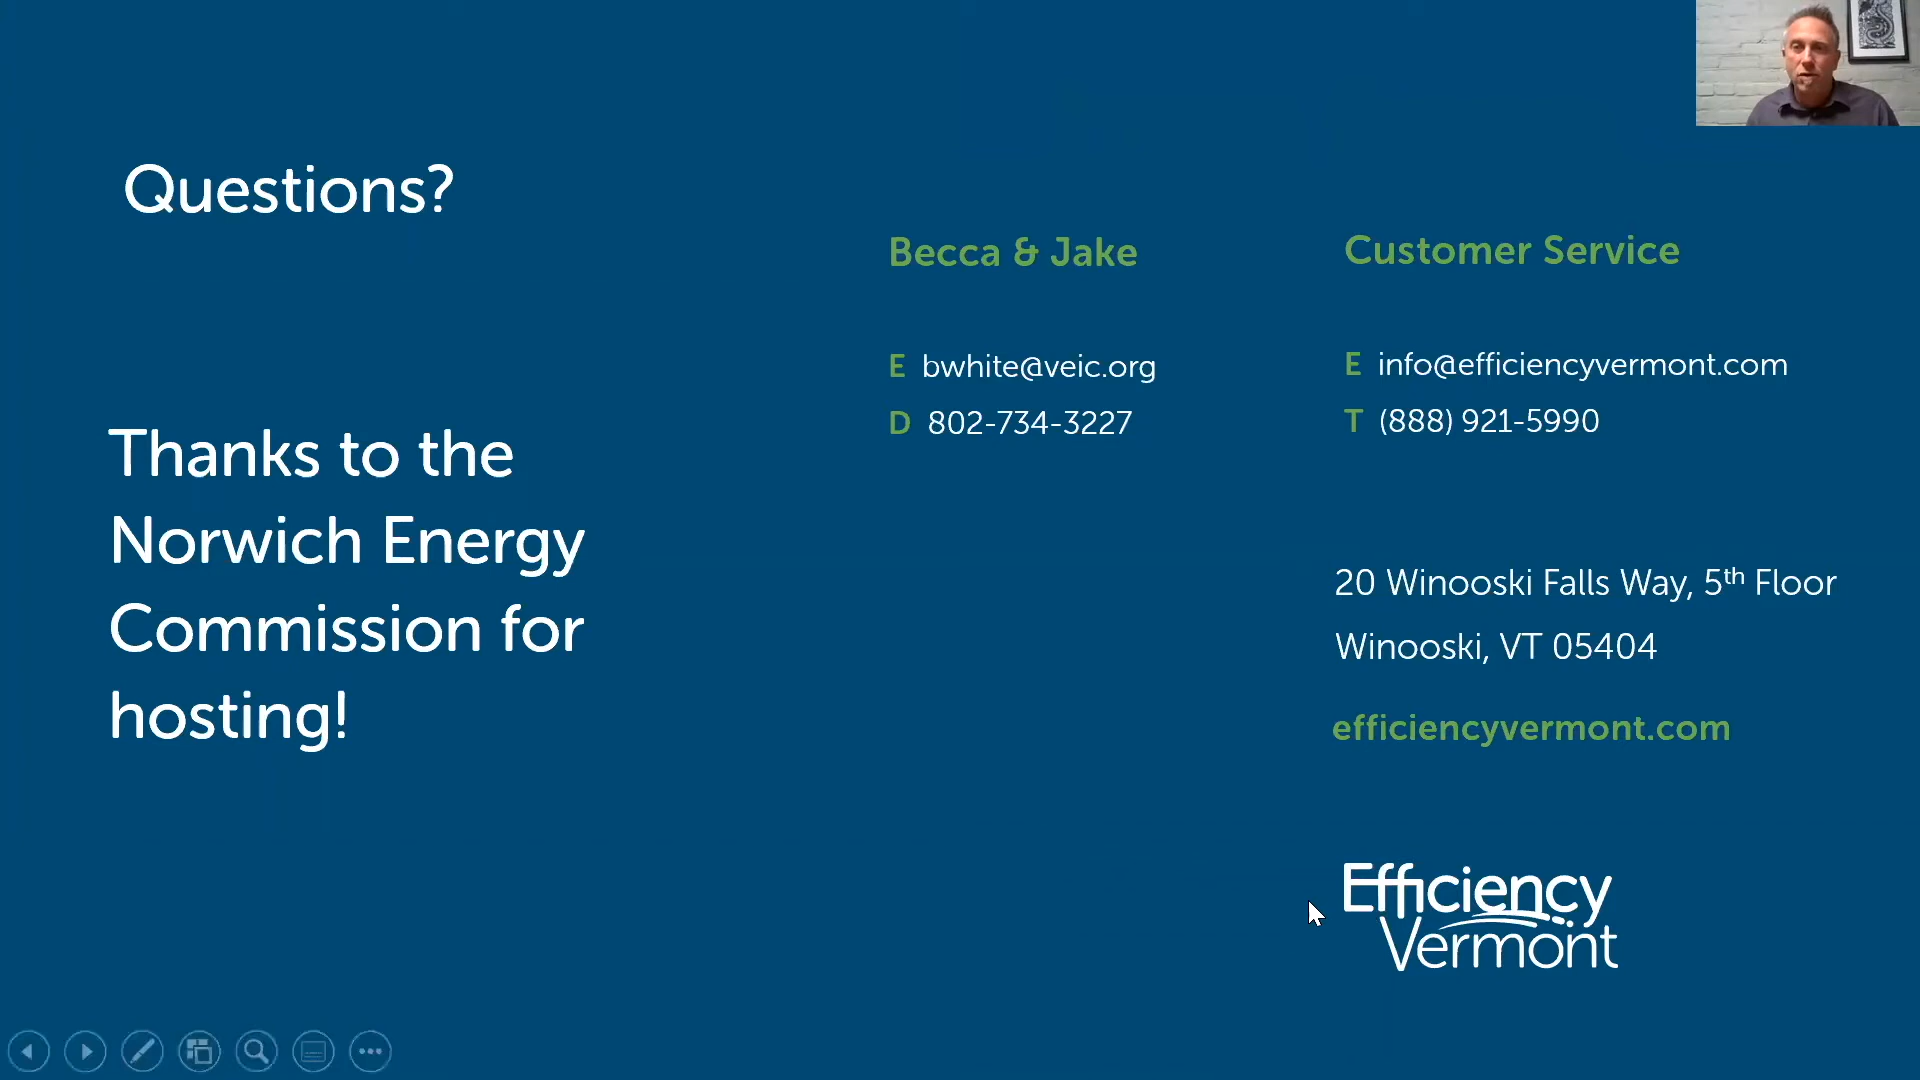 Questions?
Thanks to the
Norwich Energy
Commission for
hosting!
Becca & Jake
E bwhite@veic.org
D 802-734-3227
Customer Service
E info@efficiencyvermont.com
T (888) 921-5990
20 Winooski Falls Way, 5th Floor
Winooski, VT 05404
efficiencyvermont.com
Efficiency
Vermont